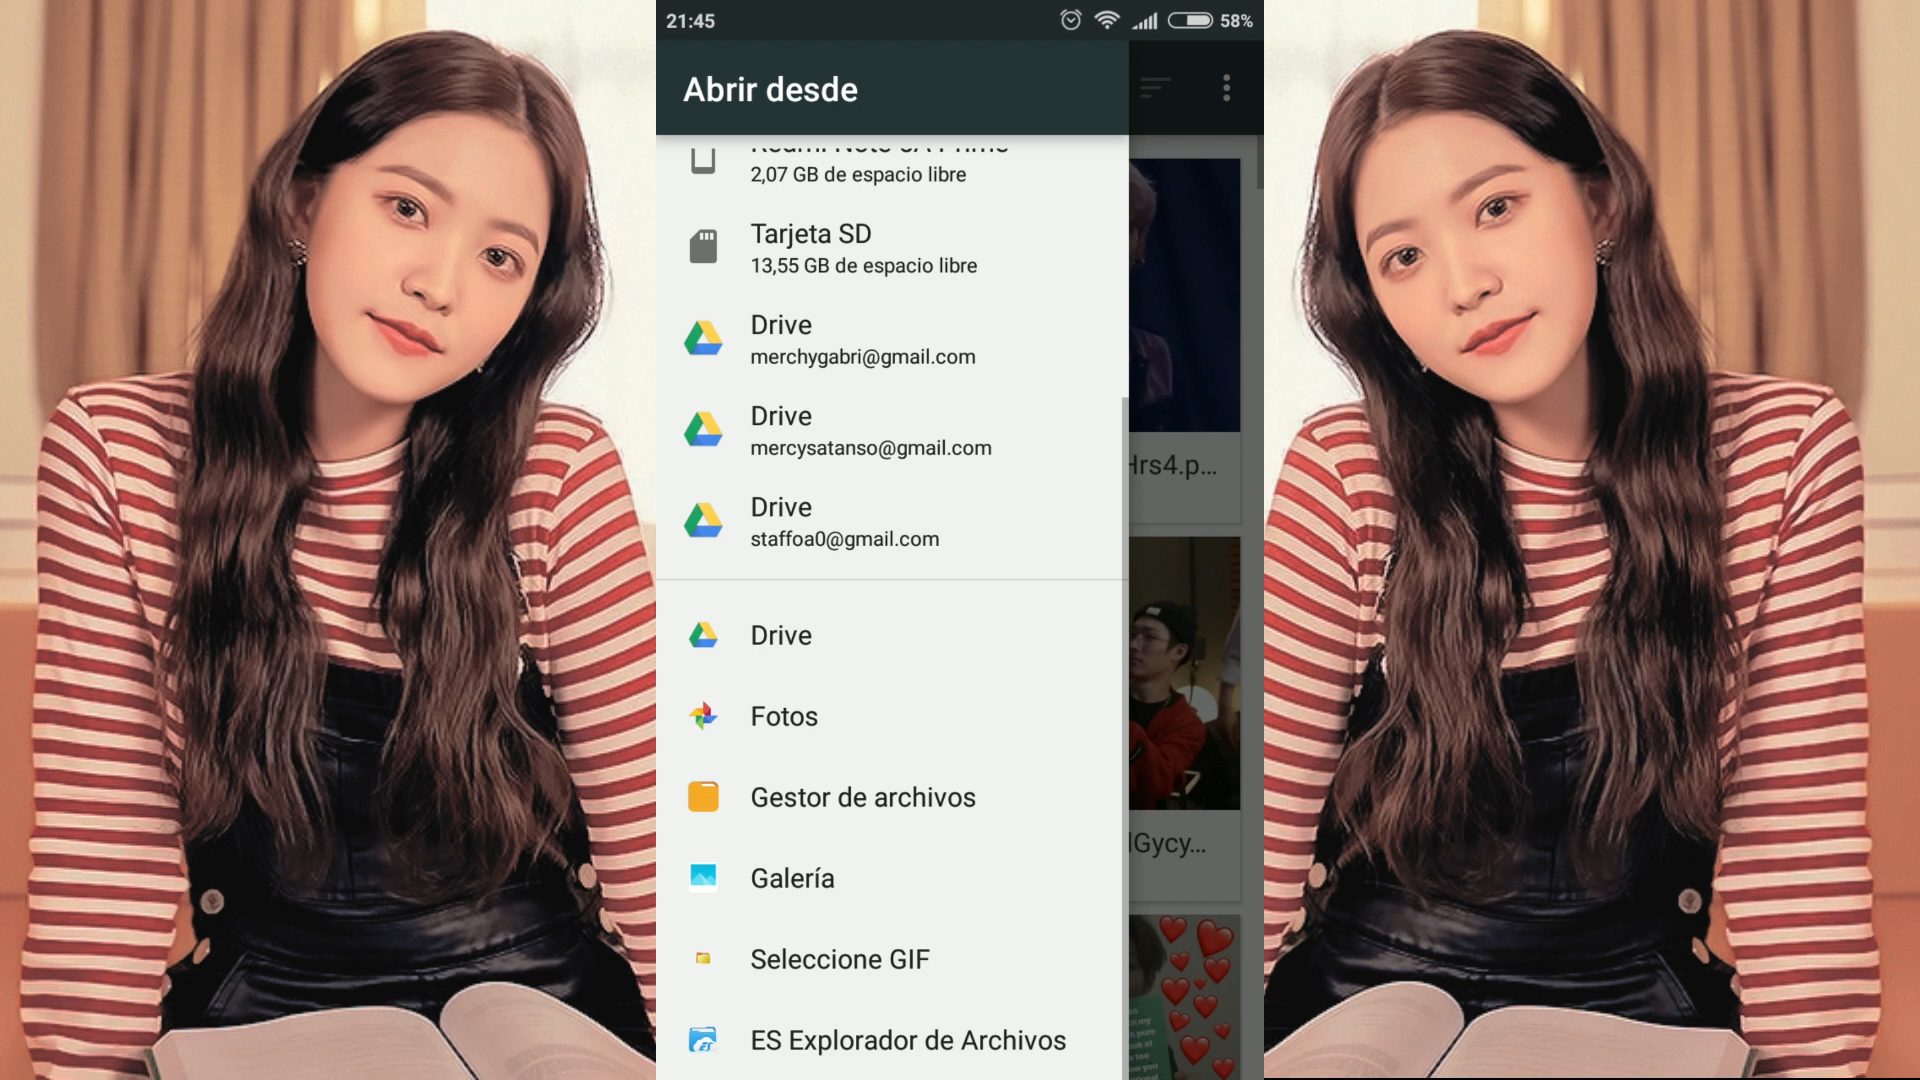 21:45
58%
Abrir desde
2,07 GB de espacio libre
Tarjeta SD
13,55 GB de espacio libre
Drive
merchygabri@gmail.com
Drive
mercysatanso@gmail.com
Drive
staffoa0@gmail.com
Drive
Fotos
Gestor de archivos
Galería
Seleccione GIF
ES Explorador de Archivos
Hrs4.p...
lGycy...